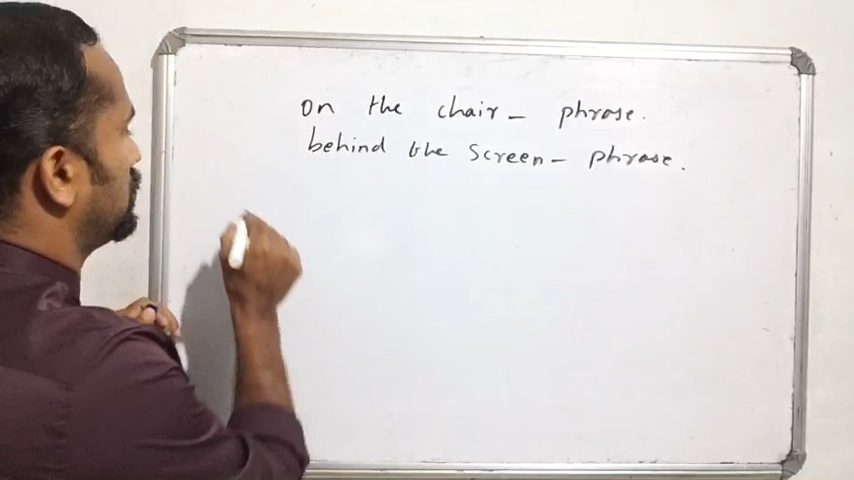 on the chair - phrase.
behind the screen - phrase.